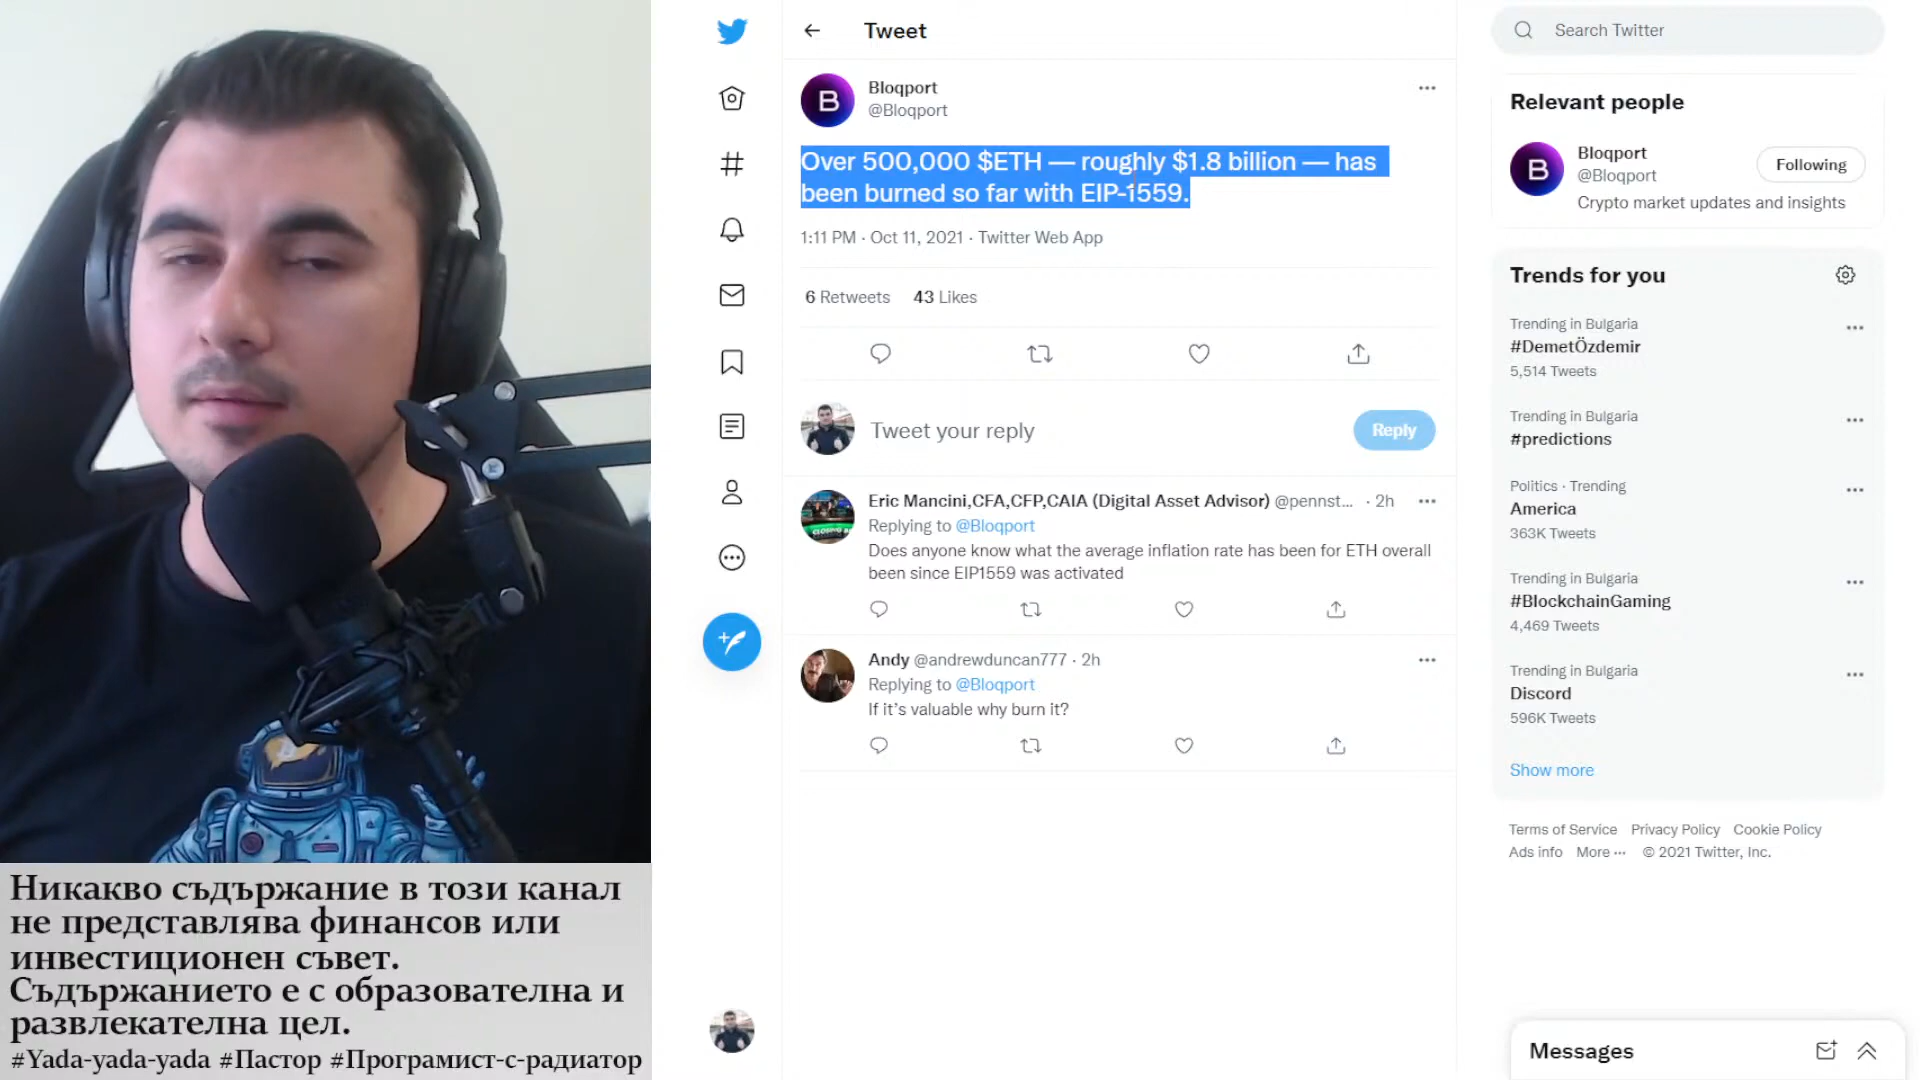 Tweet
Bloqport
@Bloqport
Over 500,000 $ETH — roughly $1.8 billion — has
been burned so far with EIP-1559.
1:11 PM · Oct 11, 2021 · Twitter Web App
6 Retweets 43 Likes
Tweet your reply
Reply
Eric Mancini,CFA,CFP,CAIA (Digital Asset Advisor) @pennst... · 2h
Replying to @Bloqport
Does anyone know what the average inflation rate has been for ETH overall
been since EIP1559 was activated
Andy @andrewduncan777 · 2h
Replying to @Bloqport
If it's valuable why burn it?
Search Twitter
Relevant people
Bloqport
@Bloqport
Following
Crypto market updates and insights
Trends for you
Trending in Bulgaria
#DemetÖzdemir
5,514 Tweets
Trending in Bulgaria
#predictions
Politics · Trending
America
363K Tweets
Trending in Bulgaria
#BlockchainGaming
4,469 Tweets
Trending in Bulgaria
Discord
596K Tweets
Show more
Terms of Service Privacy Policy Cookie Policy
Ads info More ··· © 2021 Twitter, Inc.
Messages
Никакво съдържание в този канал
не представлява финансов или
инвестиционен съвет.
Съдържанието е с образователна и
развлекателна цел.
#Yada-yada-yada #Пастор #Програмист-с-радиатор